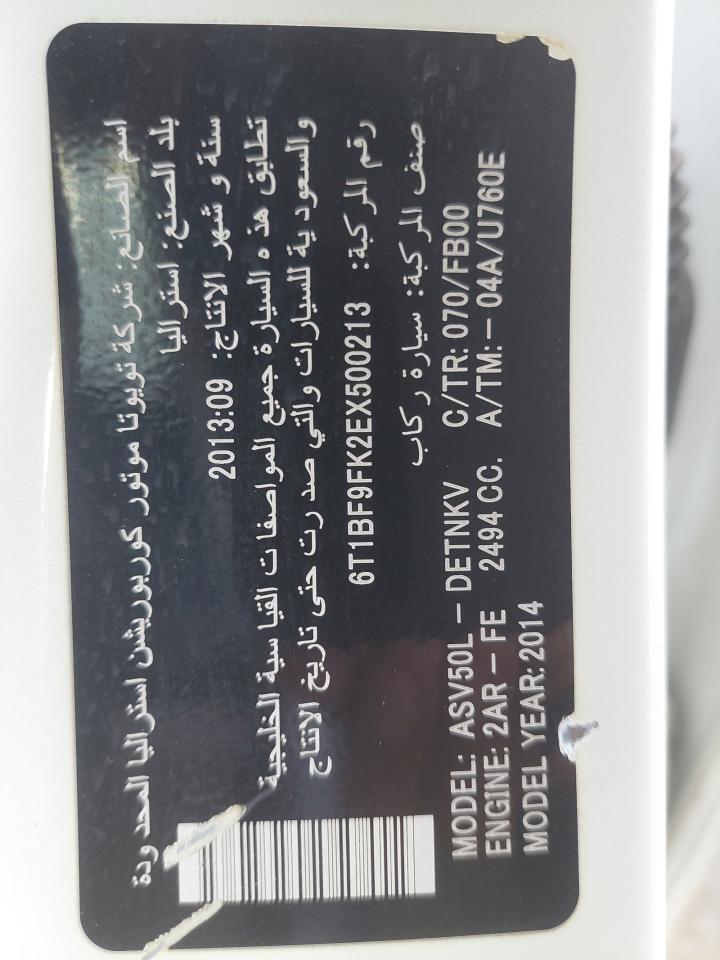 اسم الصانع: شركة تويوتا موتور كوربوريشن استراليا المحدودة
بلد الصنع: استراليا
سنة و شهر الانتاج: 2013:09
تطابق هذه السيارة جميع المواصفات القياسية الخليجية
والسعودية للسيارات والتي صدرت حتى تاريخ الانتاج
رقم المركبة: 6T1BF9FK2EX500213
صنف المركبة: سيارة ركاب
MODEL: ASV50L – DETNKV C/TR: 070/FB00
ENGINE: 2AR – FE 2494 CC. A/TM: – 04A/U760E
MODEL YEAR: 2014